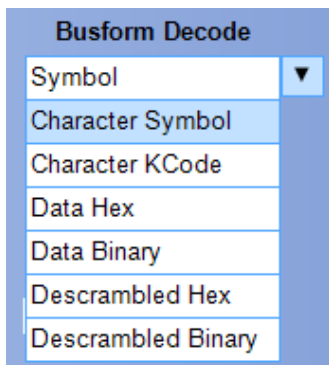 Busform Decode
Symbol ▼
Character Symbol
Character KCode
Data Hex
Data Binary
Descrambled Hex
Descrambled Binary